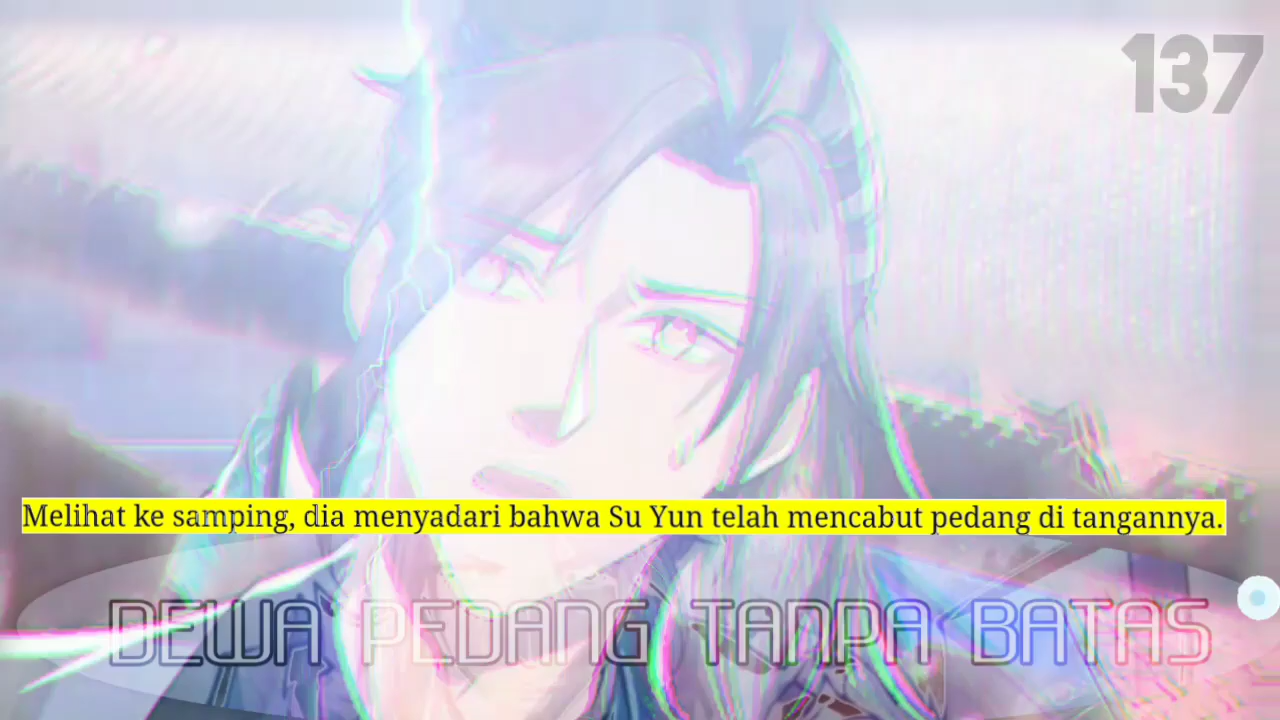 137
Melihat ke samping, dia menyadari bahwa Su Yun telah mencabut pedang di tangannya.
DEWA PEDANG TANPA BATAS